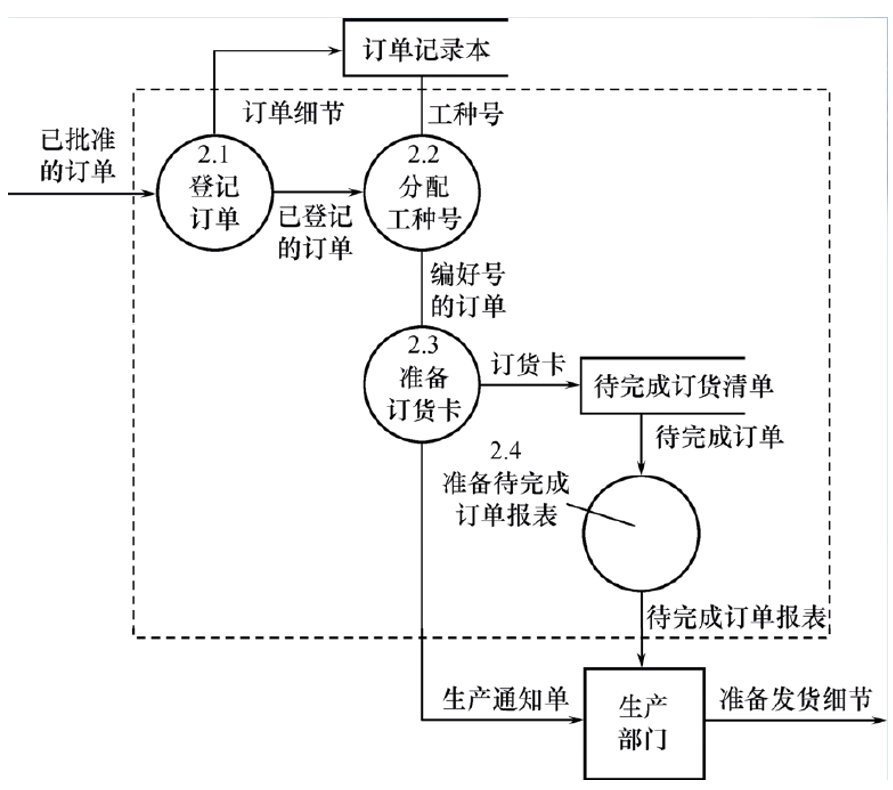 订单记录本
订单细节
工种号
已批准
的订单
2.1
登记
订单
已登记
的订单
2.2
分配
工种号
编好号
的订单
2.3
准备
订货卡
订货卡
待完成订货清单
待完成订单
2.4
准备待完成
订单报表
待完成订单报表
生产通知单
生产
部门
准备发货细节